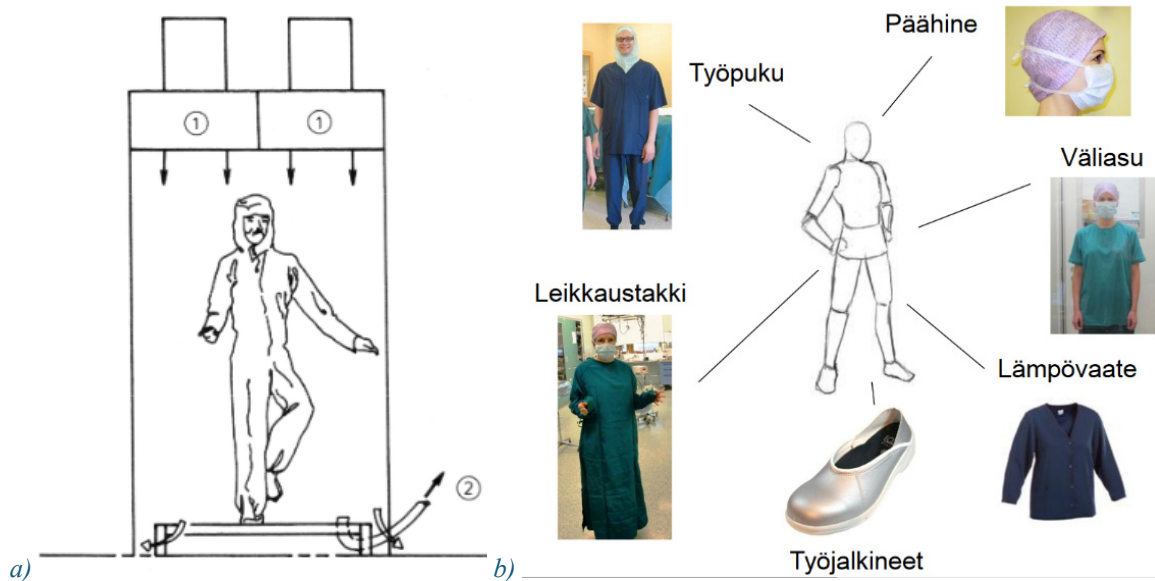 1
1
2
a)
Päähine
Työpuku
Väliasu
Leikkaustakki
Lämpövaate
Työjalkineet
b)